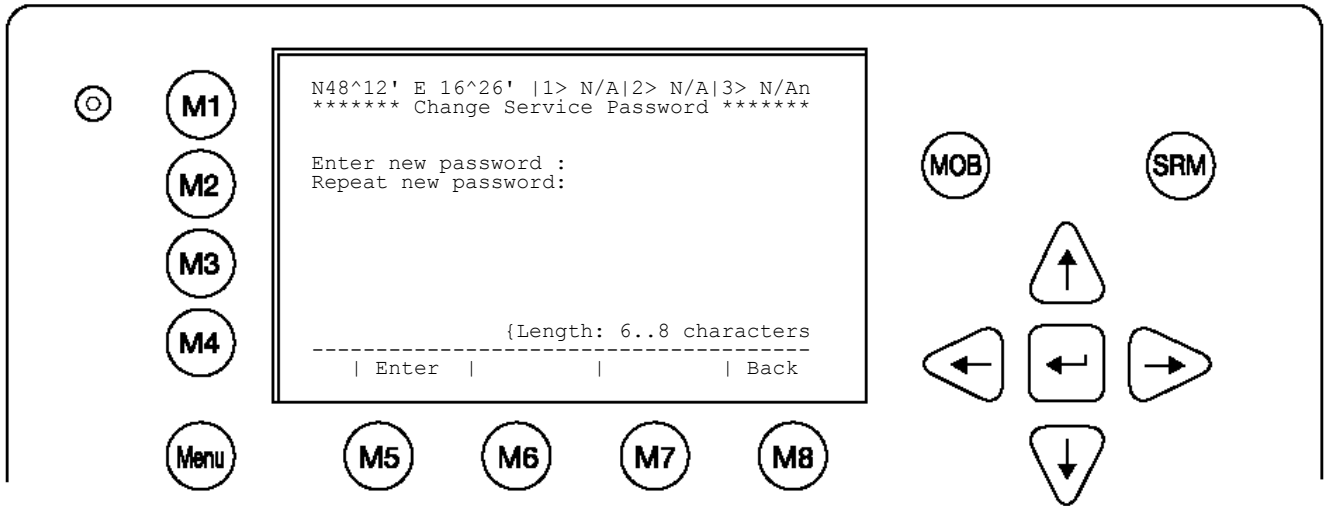 N48^12' E 16^26' |1> N/A|2> N/A|3> N/An
******* Change Service Password *******
Enter new password :
Repeat new password:
{Length: 6..8 characters
---------------------------------------
| Enter | | | Back
M1
M2
M3
M4
Menu
M5
M6
M7
M8
MOB
SRM